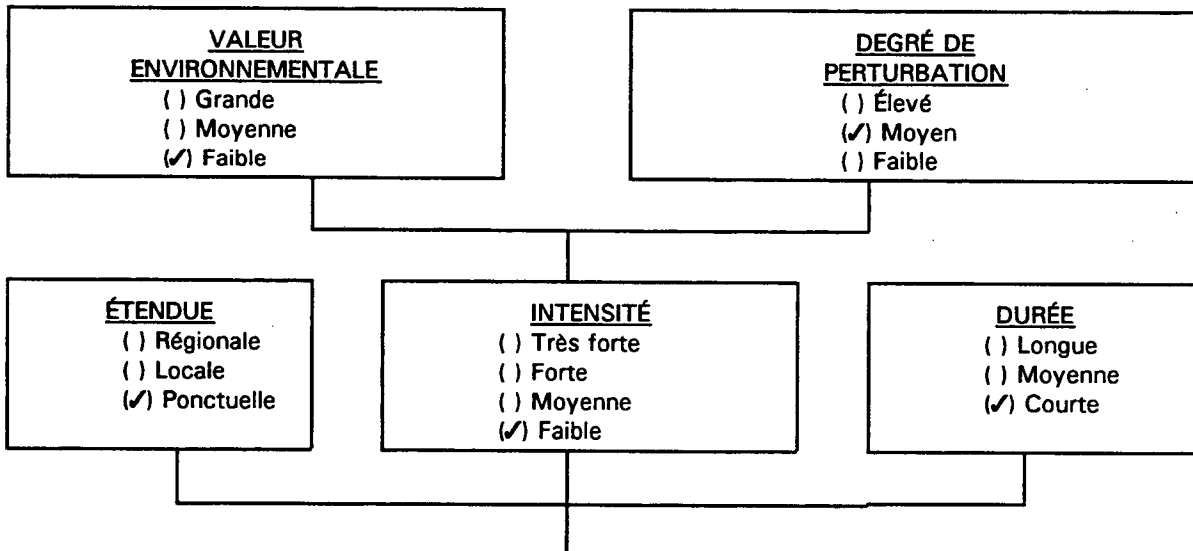 VALEUR
ENVIRONNEMENTALE
( ) Grande
( ) Moyenne
(✓) Faible
DEGRÉ DE
PERTURBATION
( ) Élevé
(✓) Moyen
( ) Faible
ÉTENDUE
( ) Régionale
( ) Locale
(✓) Ponctuelle
INTENSITÉ
( ) Très forte
( ) Forte
( ) Moyenne
(✓) Faible
DURÉE
( ) Longue
( ) Moyenne
(✓) Courte